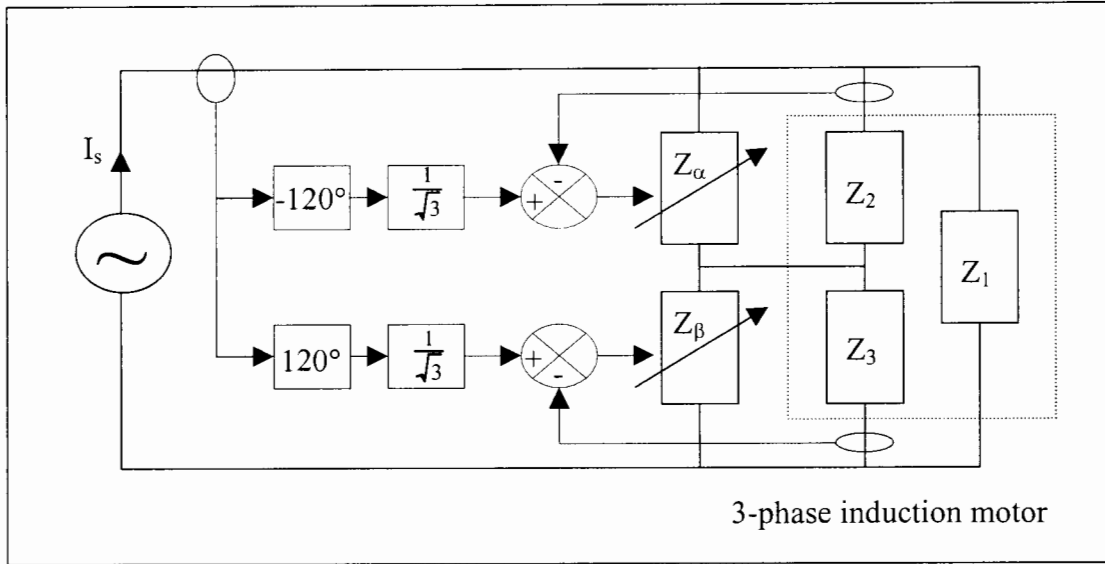 Is
-120°
1
√3
-
+
Zα
Z2
Z1
~
120°
1
√3
+
-
Zβ
Z3
3-phase induction motor